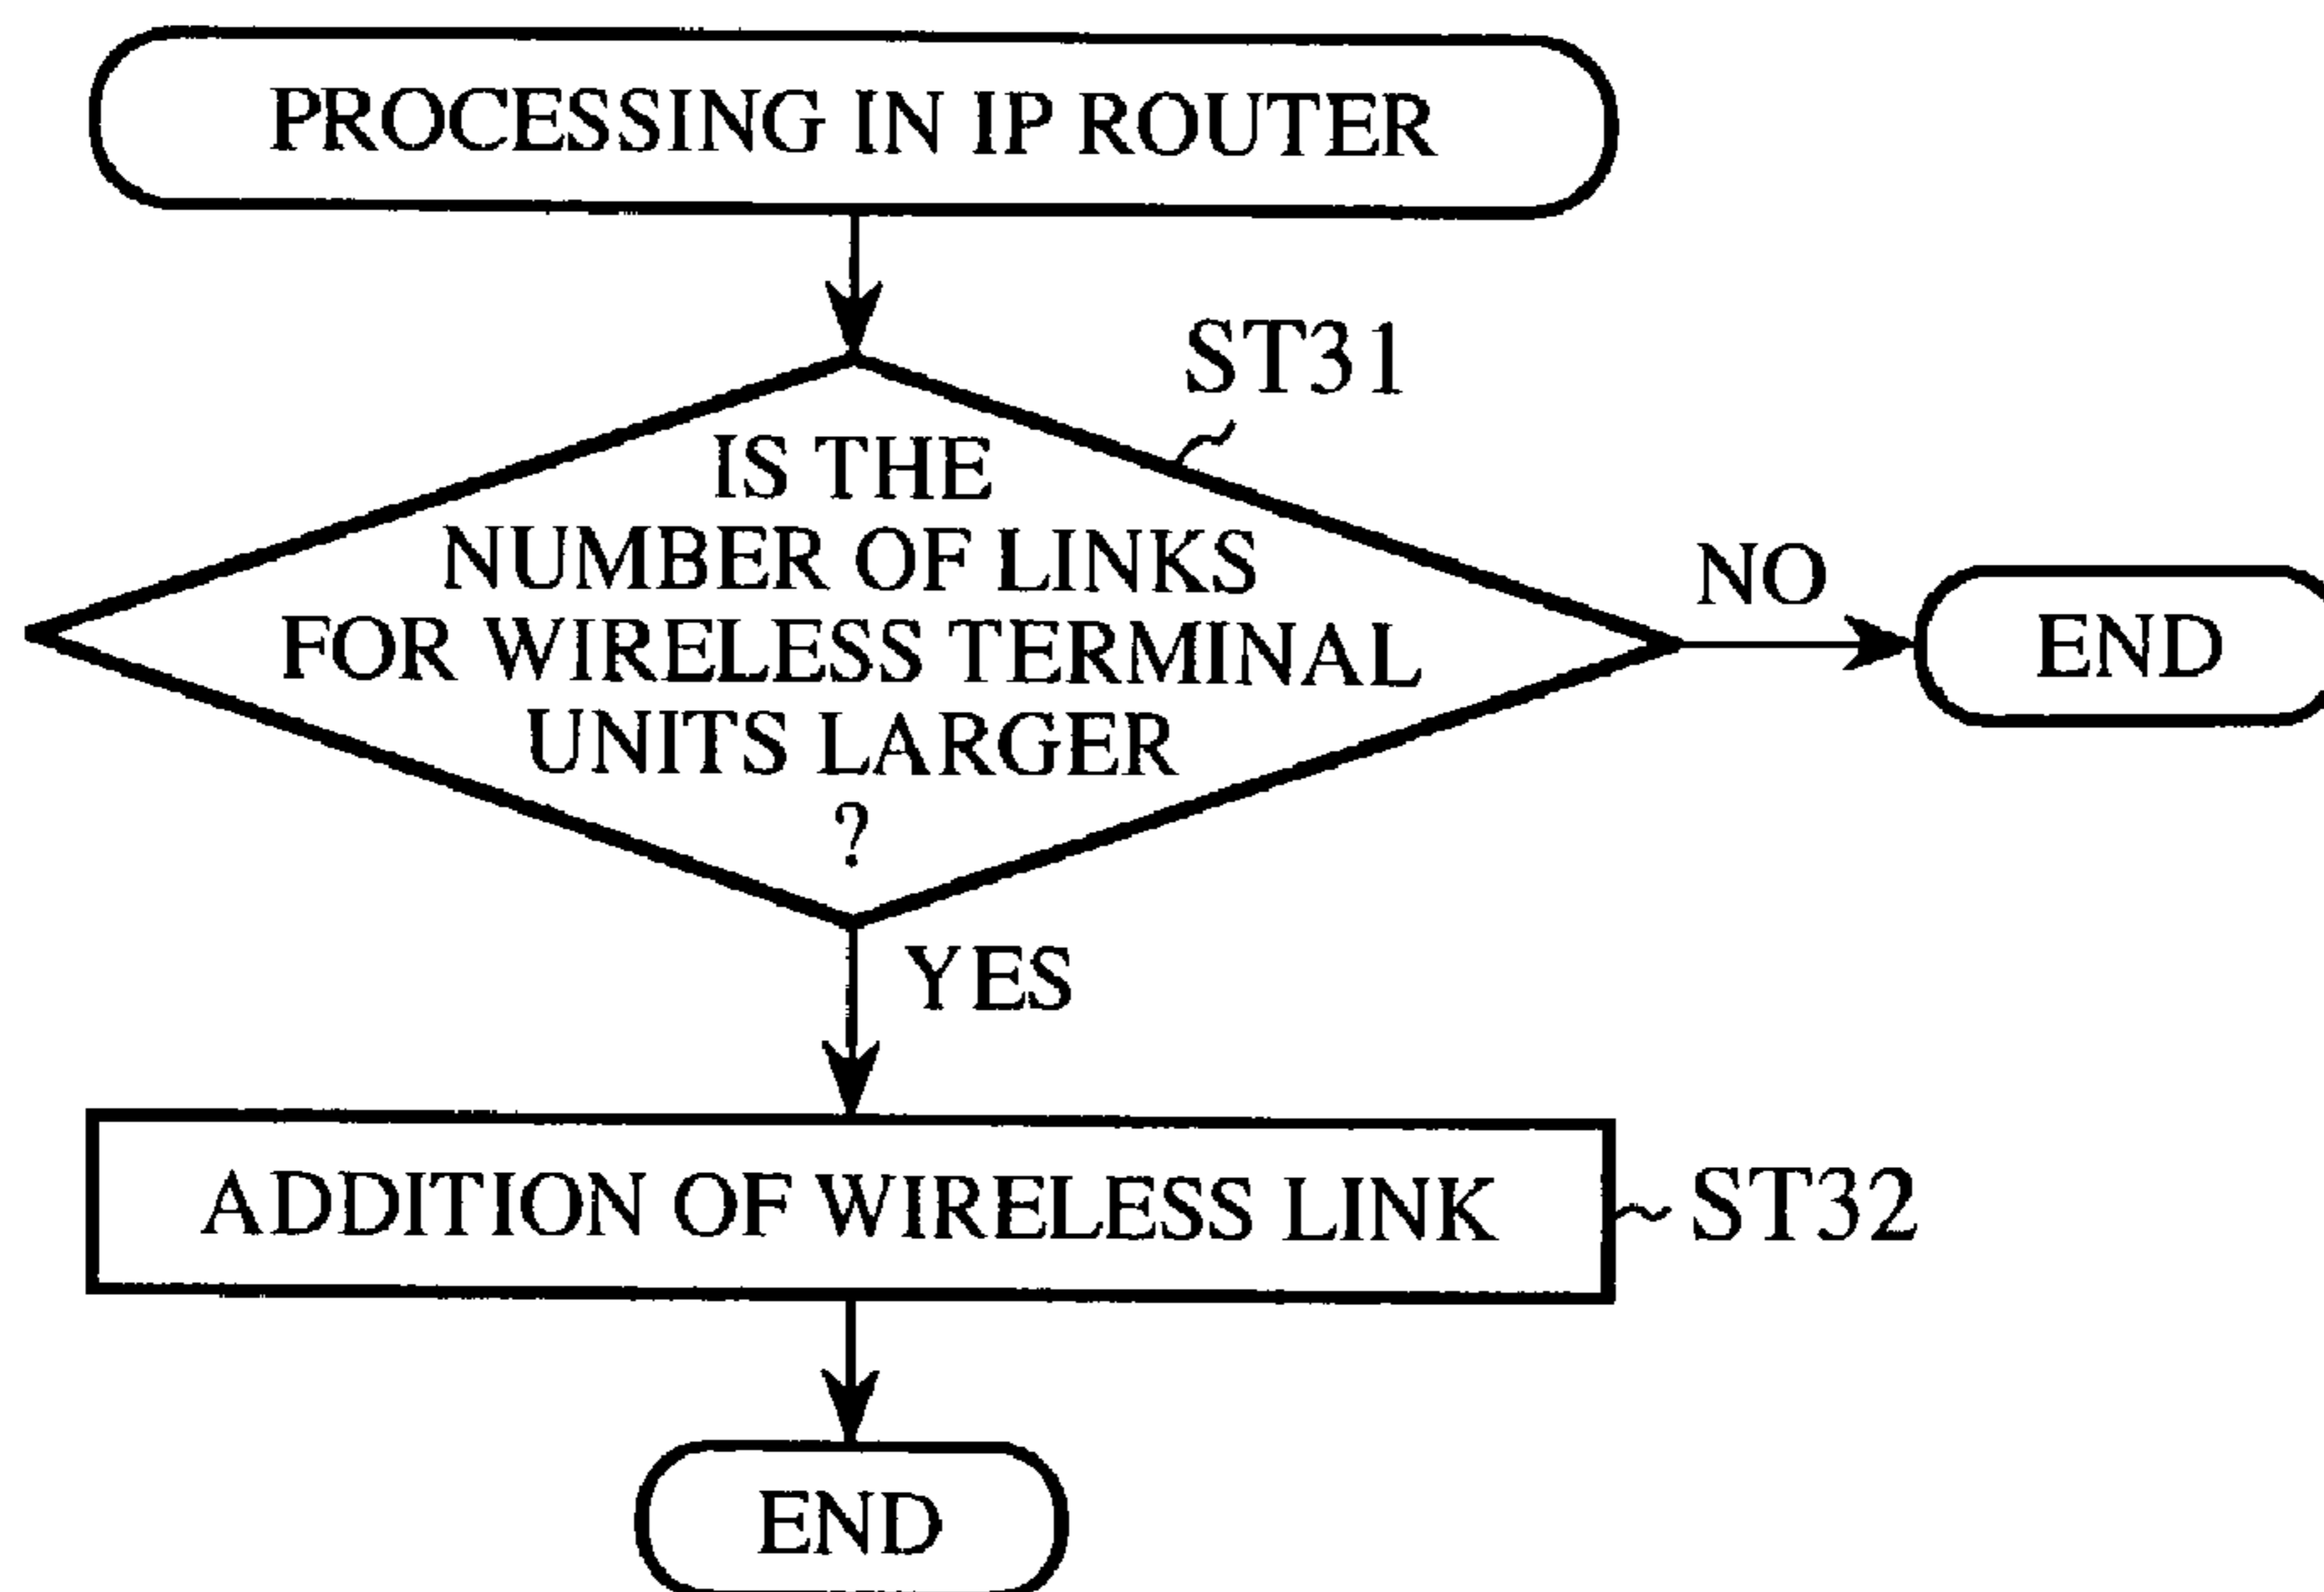 PROCESSING IN IP ROUTER
ST31
IS THE
NUMBER OF LINKS
FOR WIRELESS TERMINAL
UNITS LARGER
?
NO
END
YES
ADDITION OF WIRELESS LINK
ST32
END